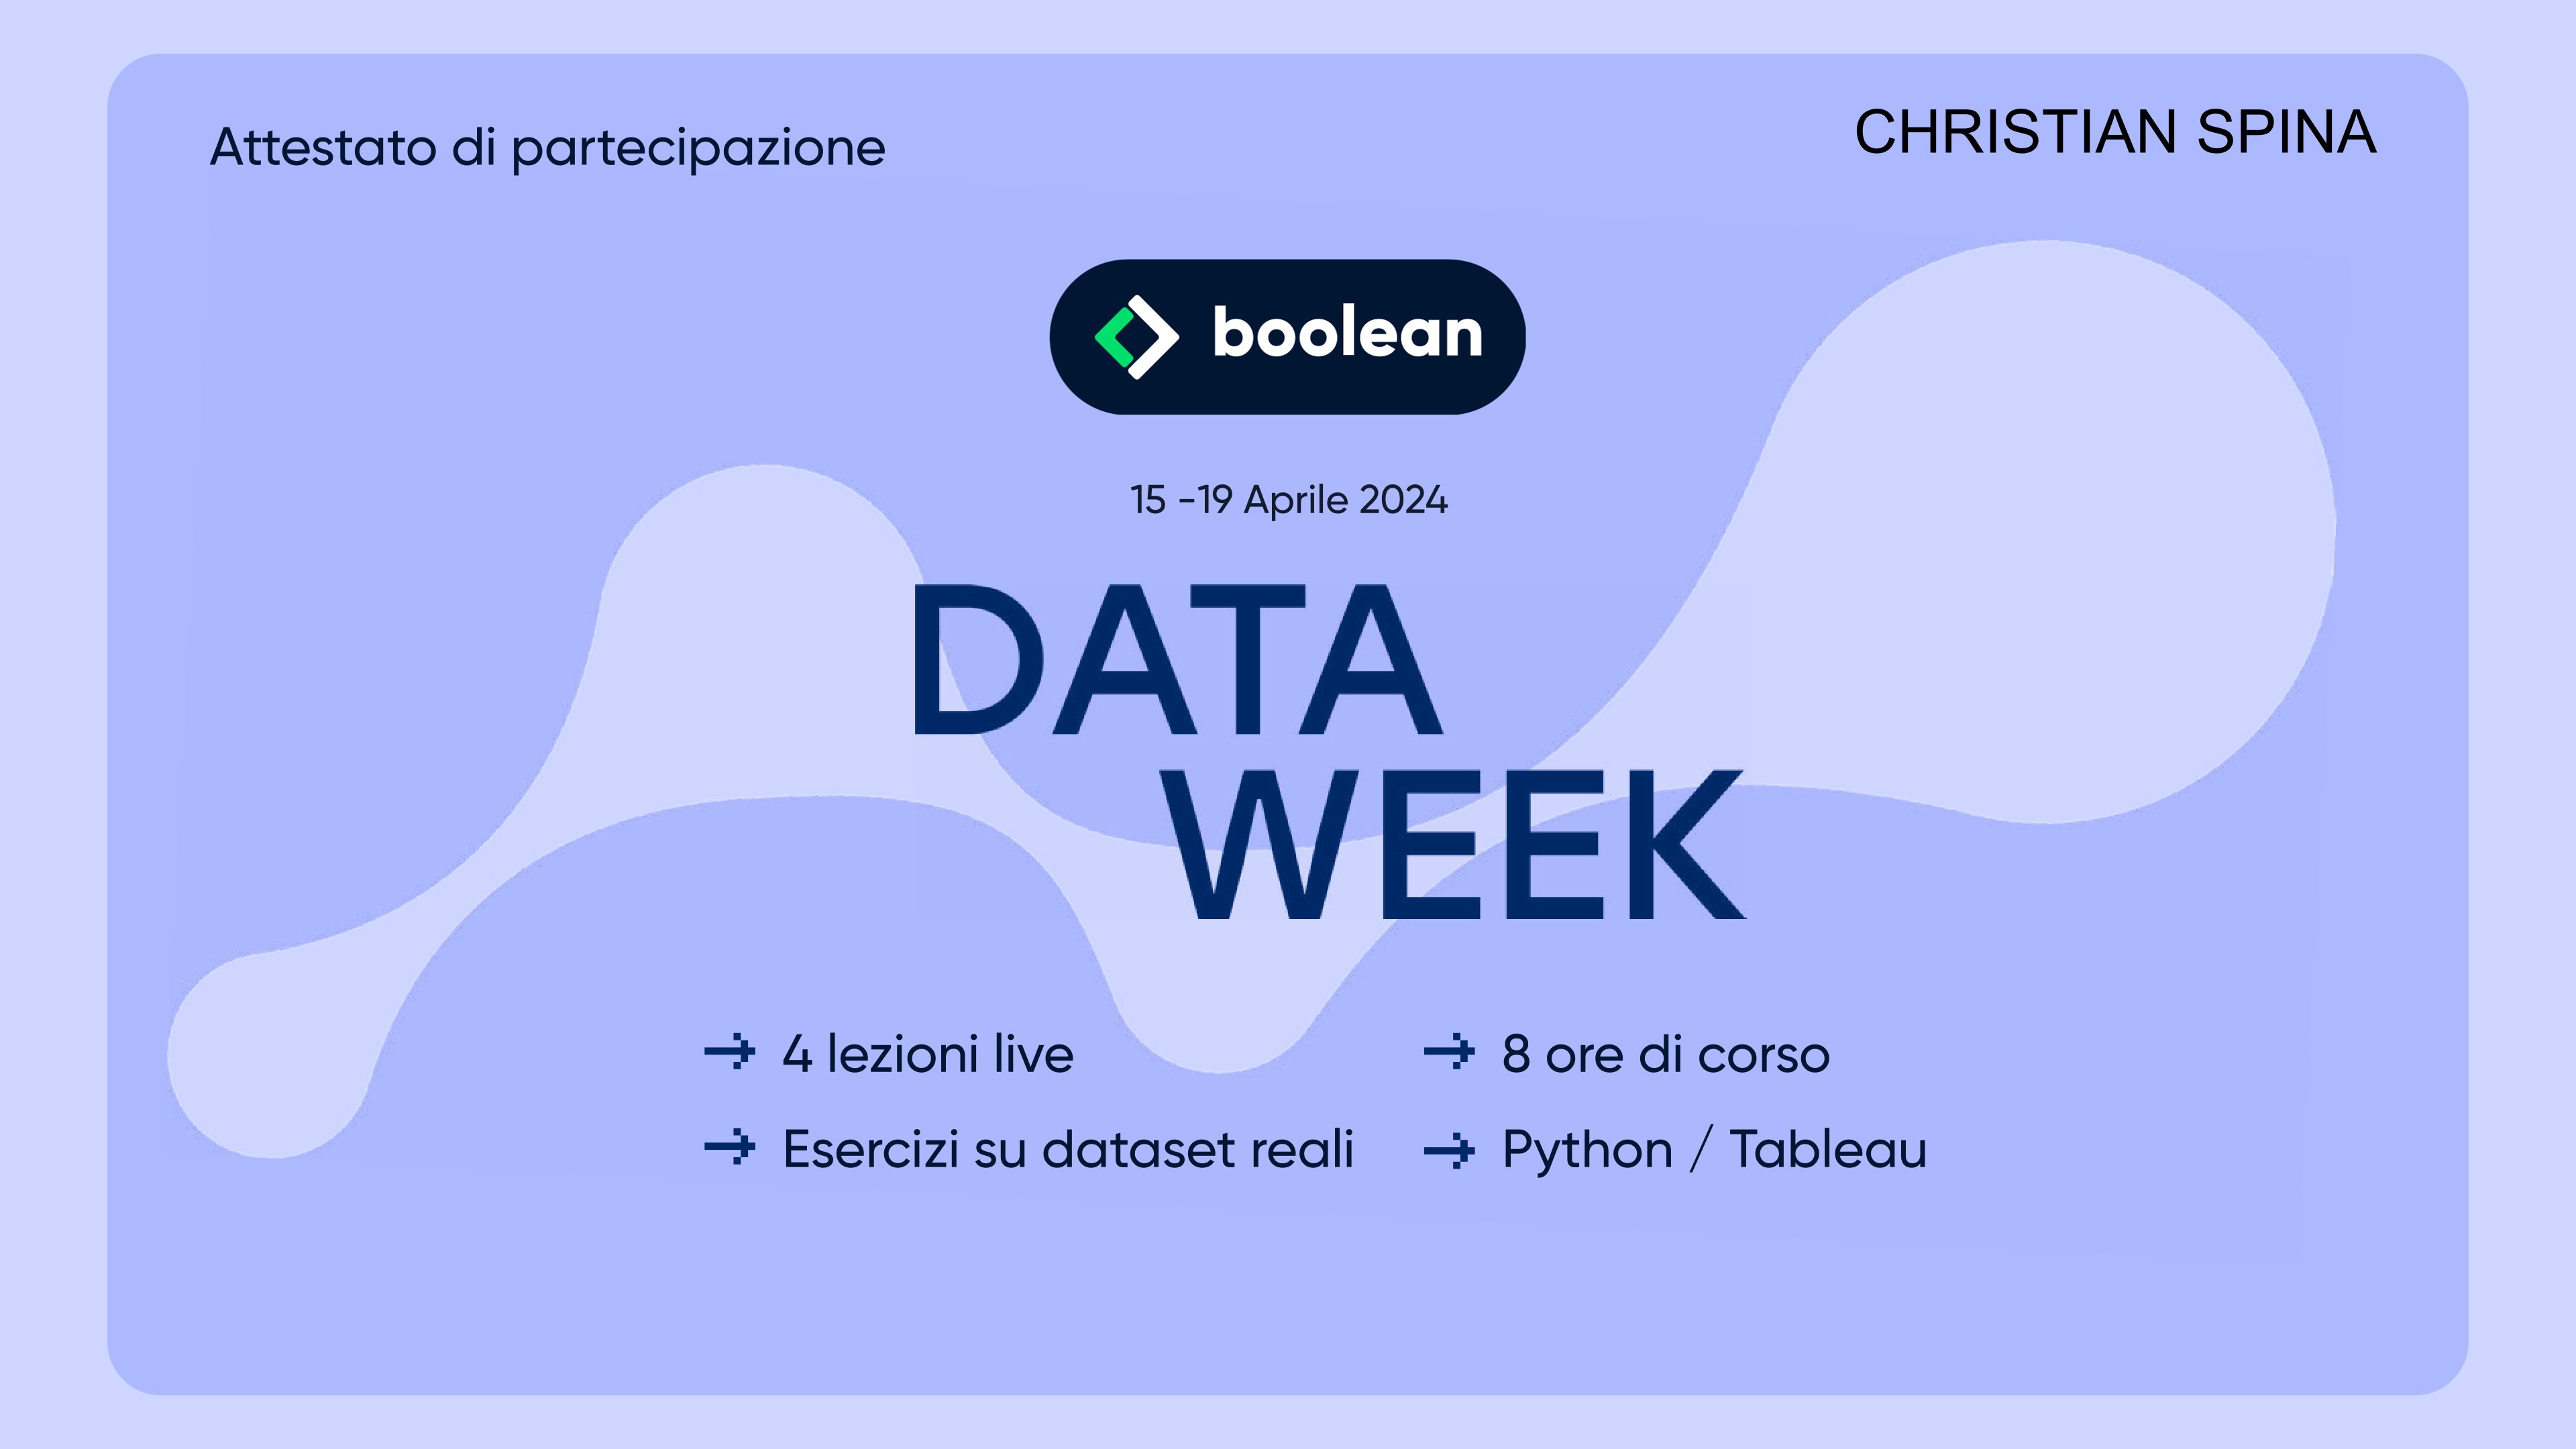 Attestato di partecipazione
CHRISTIAN SPINA
boolean
15 -19 Aprile 2024
DATA
WEEK
4 lezioni live
8 ore di corso
Esercizi su dataset reali
Python / Tableau